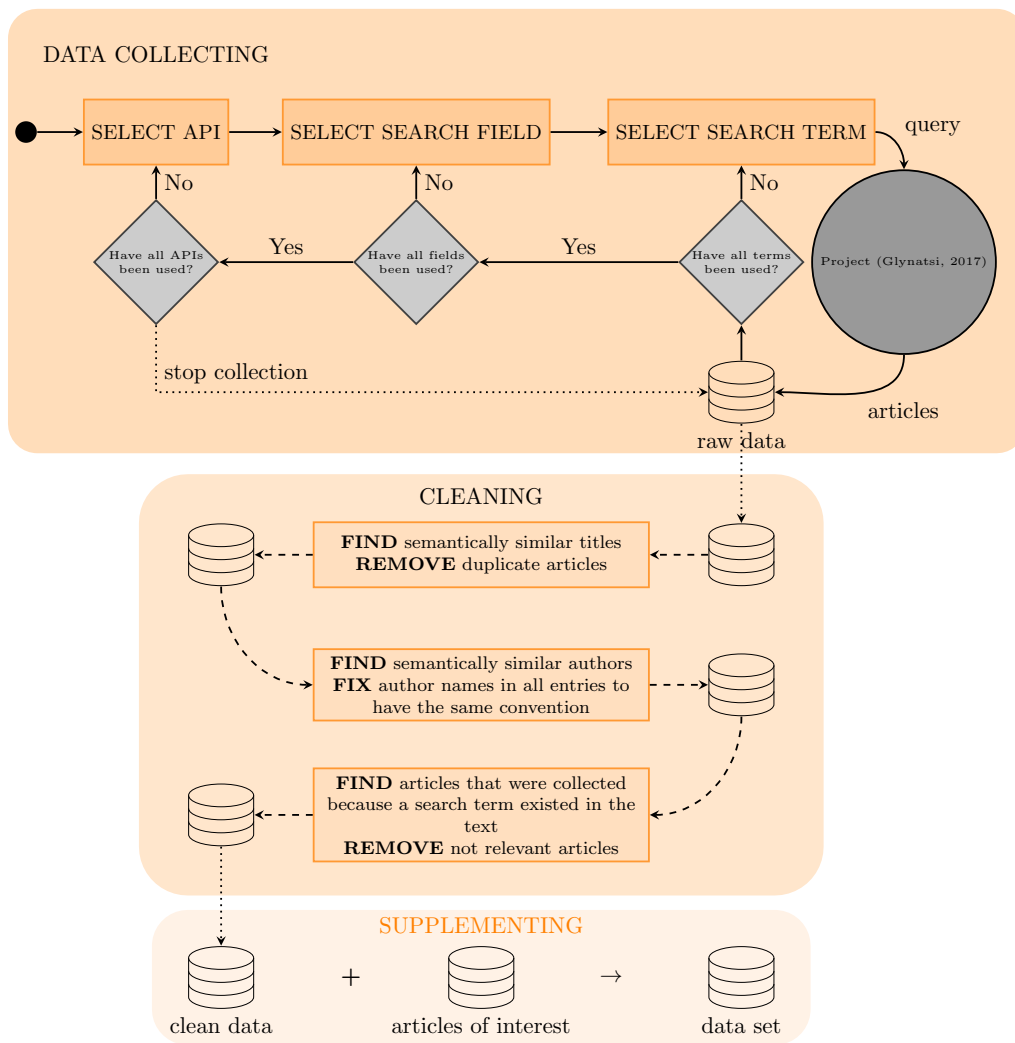 DATA COLLECTING
SELECT API
SELECT SEARCH FIELD
SELECT SEARCH TERM
query
No
No
No
Have all APIs
been used?
Yes
Have all fields
been used?
Yes
Have all terms
been used?
Project (Glynatsi, 2017)
stop collection
articles
raw data
CLEANING
FIND semantically similar titles
REMOVE duplicate articles
FIND semantically similar authors
FIX author names in all entries to
have the same convention
FIND articles that were collected
because a search term existed in the
text
REMOVE not relevant articles
SUPPLEMENTING
+
→
clean data
articles of interest
data set